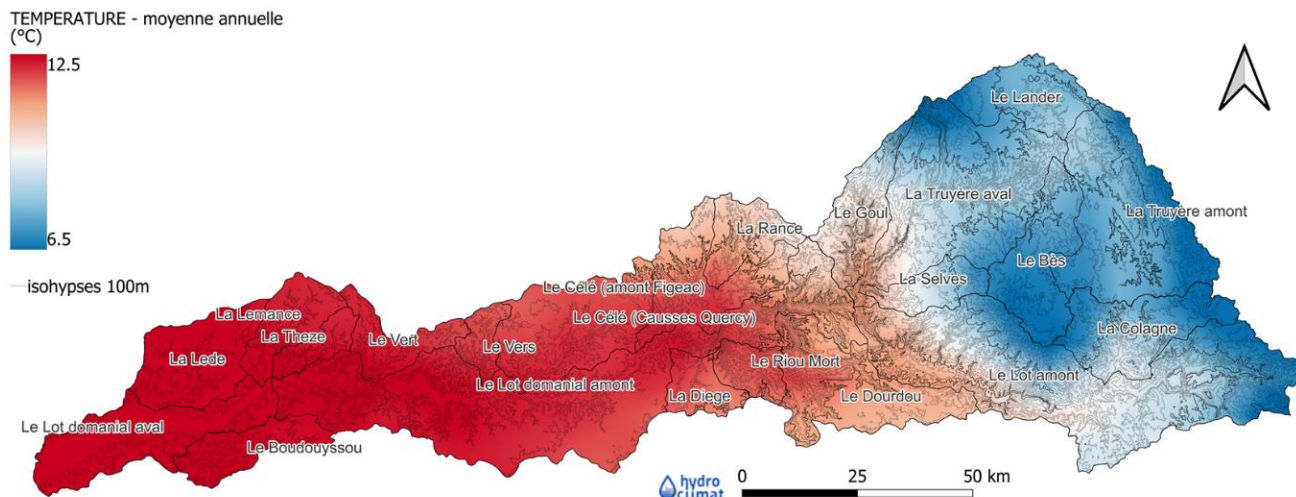 TEMPERATURE - moyenne annuelle
(°C)
12.5
6.5
isohypses 100m
Le Lander
La Truyère aval
La Truyère amont
Le Goul
La Rance
La Selves
Le Bès
Le Célé (amont Figeac)
La Lemance
Le Célé (Causses Quercy)
La Colagne
La Theze
Le Vert
Le Vers
La Lede
Le Riou Mort
Le Lot amont
Le Lot domanial amont
La Diege
Le Dourdou
Le Lot domanial aval
Le Boudouyssou
hydro
climat
0 25 50 km